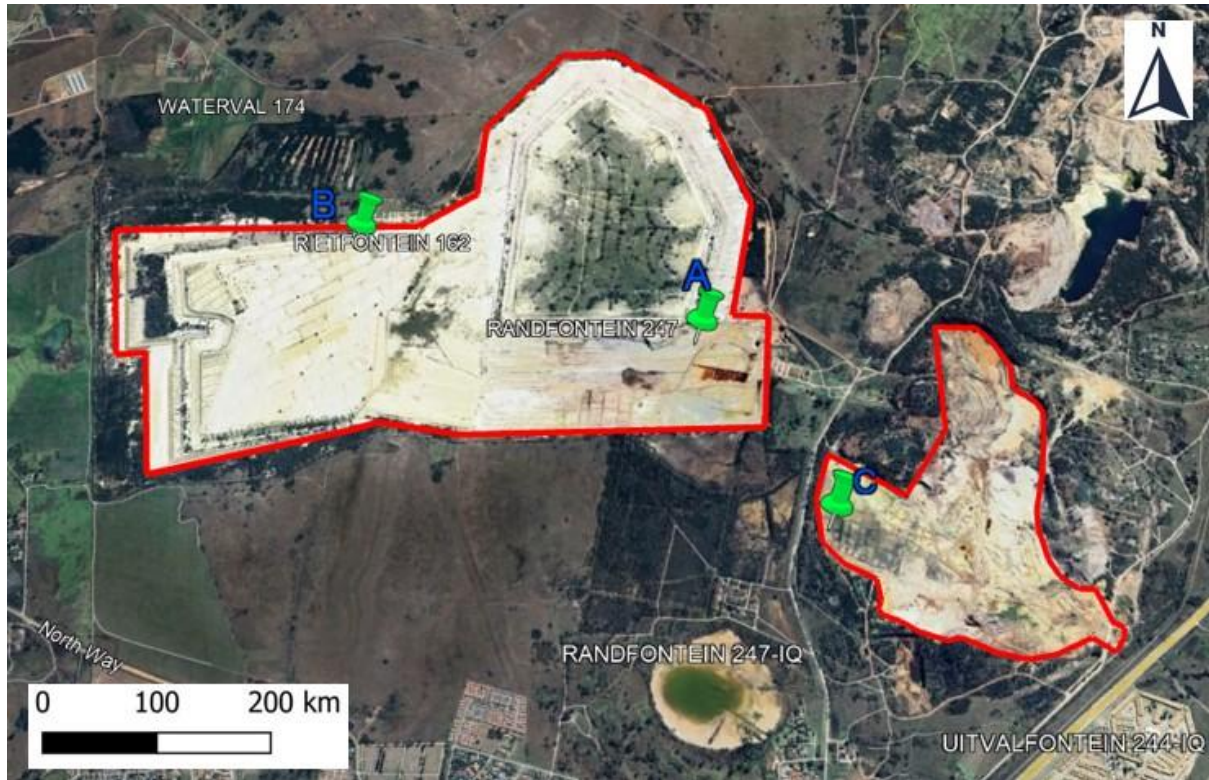 N
WATERVAL 174
B
RIETFONTEIN 162
A
RANDFONTEIN 247
C
North Way
RANDFONTEIN 247-IQ
0 100 200 km
UITVALFONTEIN 244-IQ